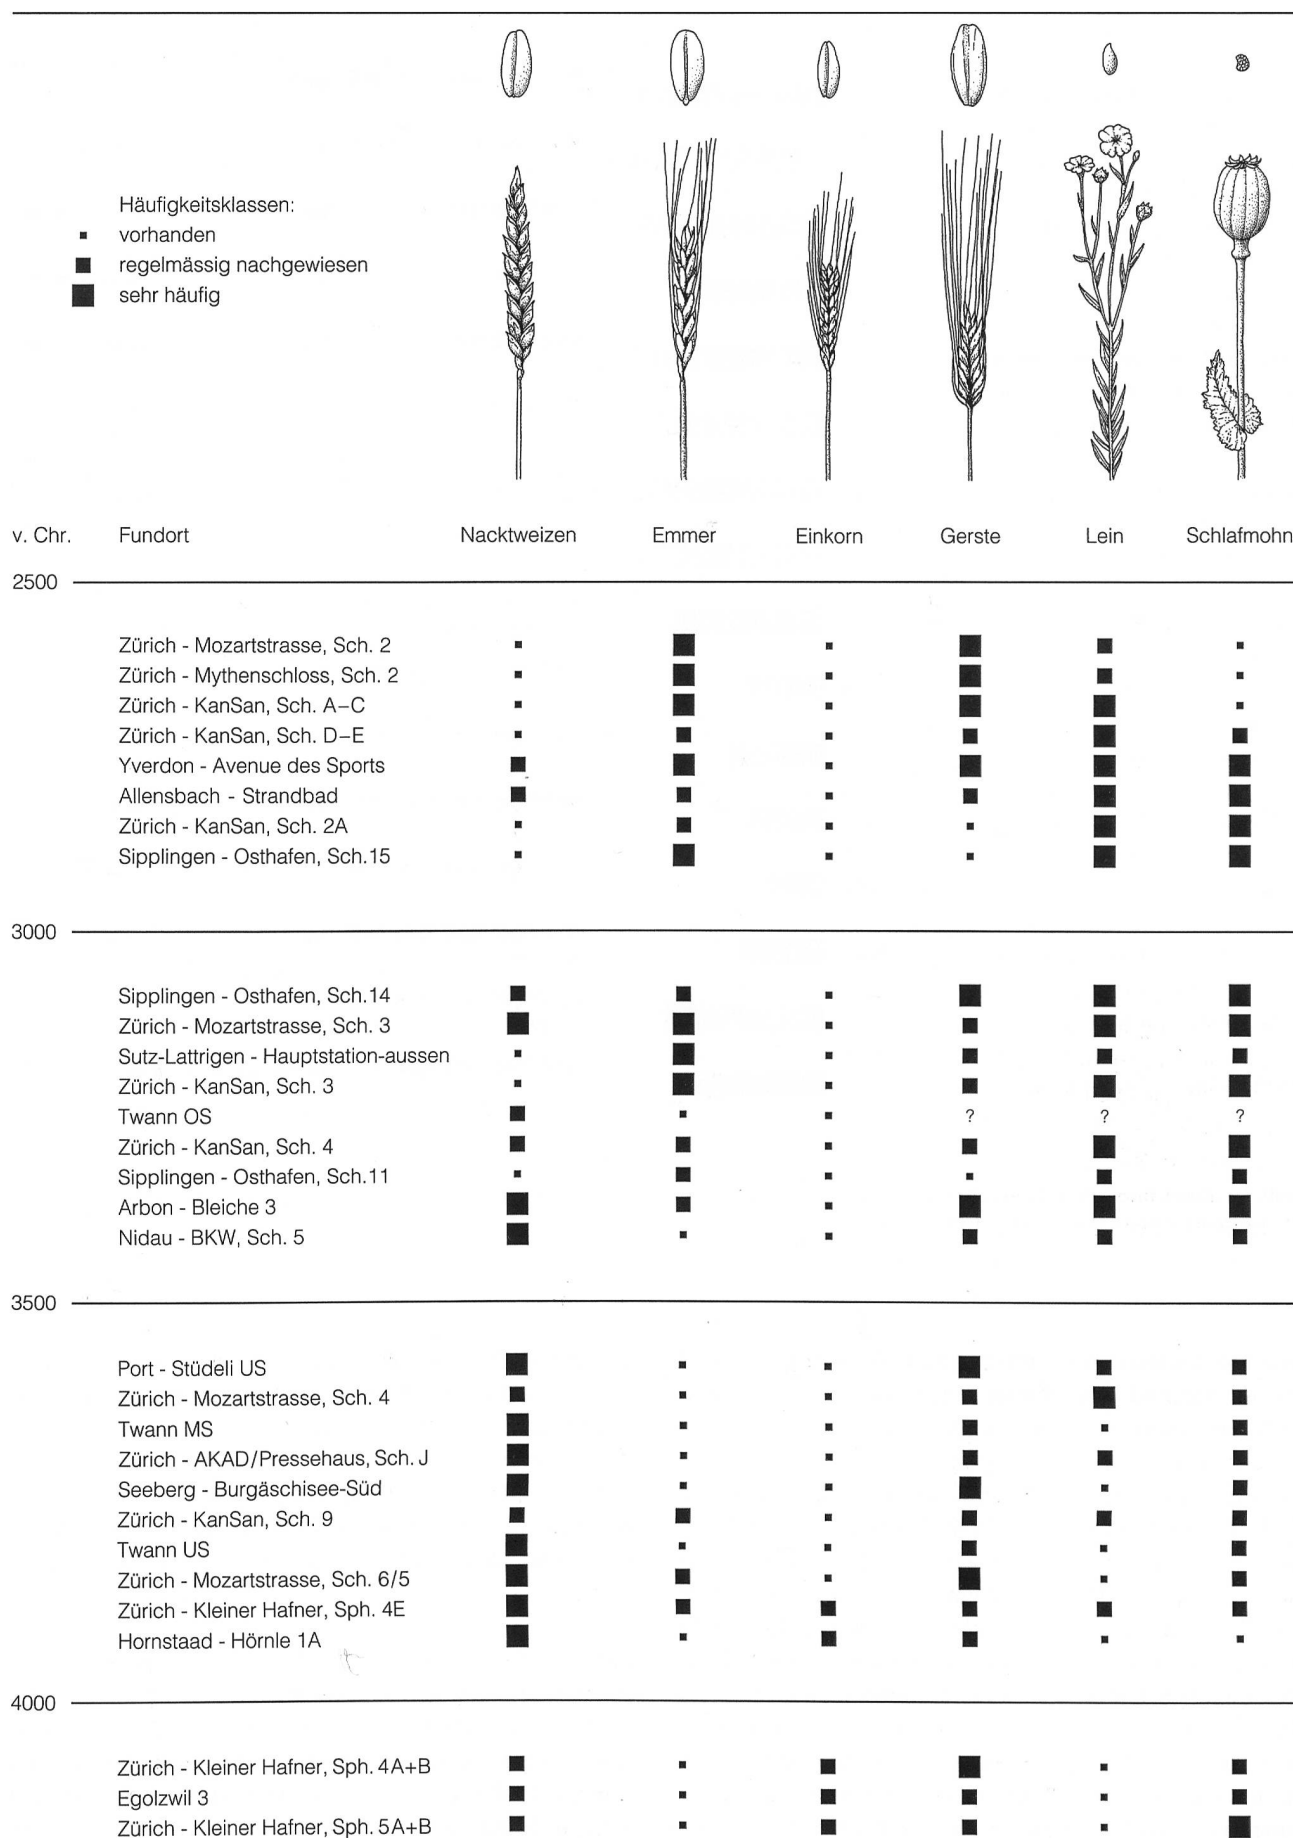 Häufigkeitsklassen:
vorhanden
regelmässig nachgewiesen
sehr häufig
v. Chr. Fundort Nacktweizen Emmer Einkorn Gerste Lein Schlafmohn
2500
Zürich - Mozartstrasse, Sch. 2
Zürich - Mythenschloss, Sch. 2
Zürich - KanSan, Sch. A–C
Zürich - KanSan, Sch. D–E
Yverdon - Avenue des Sports
Allensbach - Strandbad
Zürich - KanSan, Sch. 2A
Sipplingen - Osthafen, Sch.15
3000
Sipplingen - Osthafen, Sch.14
Zürich - Mozartstrasse, Sch. 3
Sutz-Lattrigen - Hauptstation-aussen
Zürich - KanSan, Sch. 3
Twann OS ? ? ?
Zürich - KanSan, Sch. 4
Sipplingen - Osthafen, Sch.11
Arbon - Bleiche 3
Nidau - BKW, Sch. 5
3500
Port - Stüdeli US
Zürich - Mozartstrasse, Sch. 4
Twann MS
Zürich - AKAD/Pressehaus, Sch. J
Seeberg - Burgäschisee-Süd
Zürich - KanSan, Sch. 9
Twann US
Zürich - Mozartstrasse, Sch. 6/5
Zürich - Kleiner Hafner, Sph. 4E
Hornstaad - Hörnle 1A
4000
Zürich - Kleiner Hafner, Sph. 4A+B
Egolzwil 3
Zürich - Kleiner Hafner, Sph. 5A+B